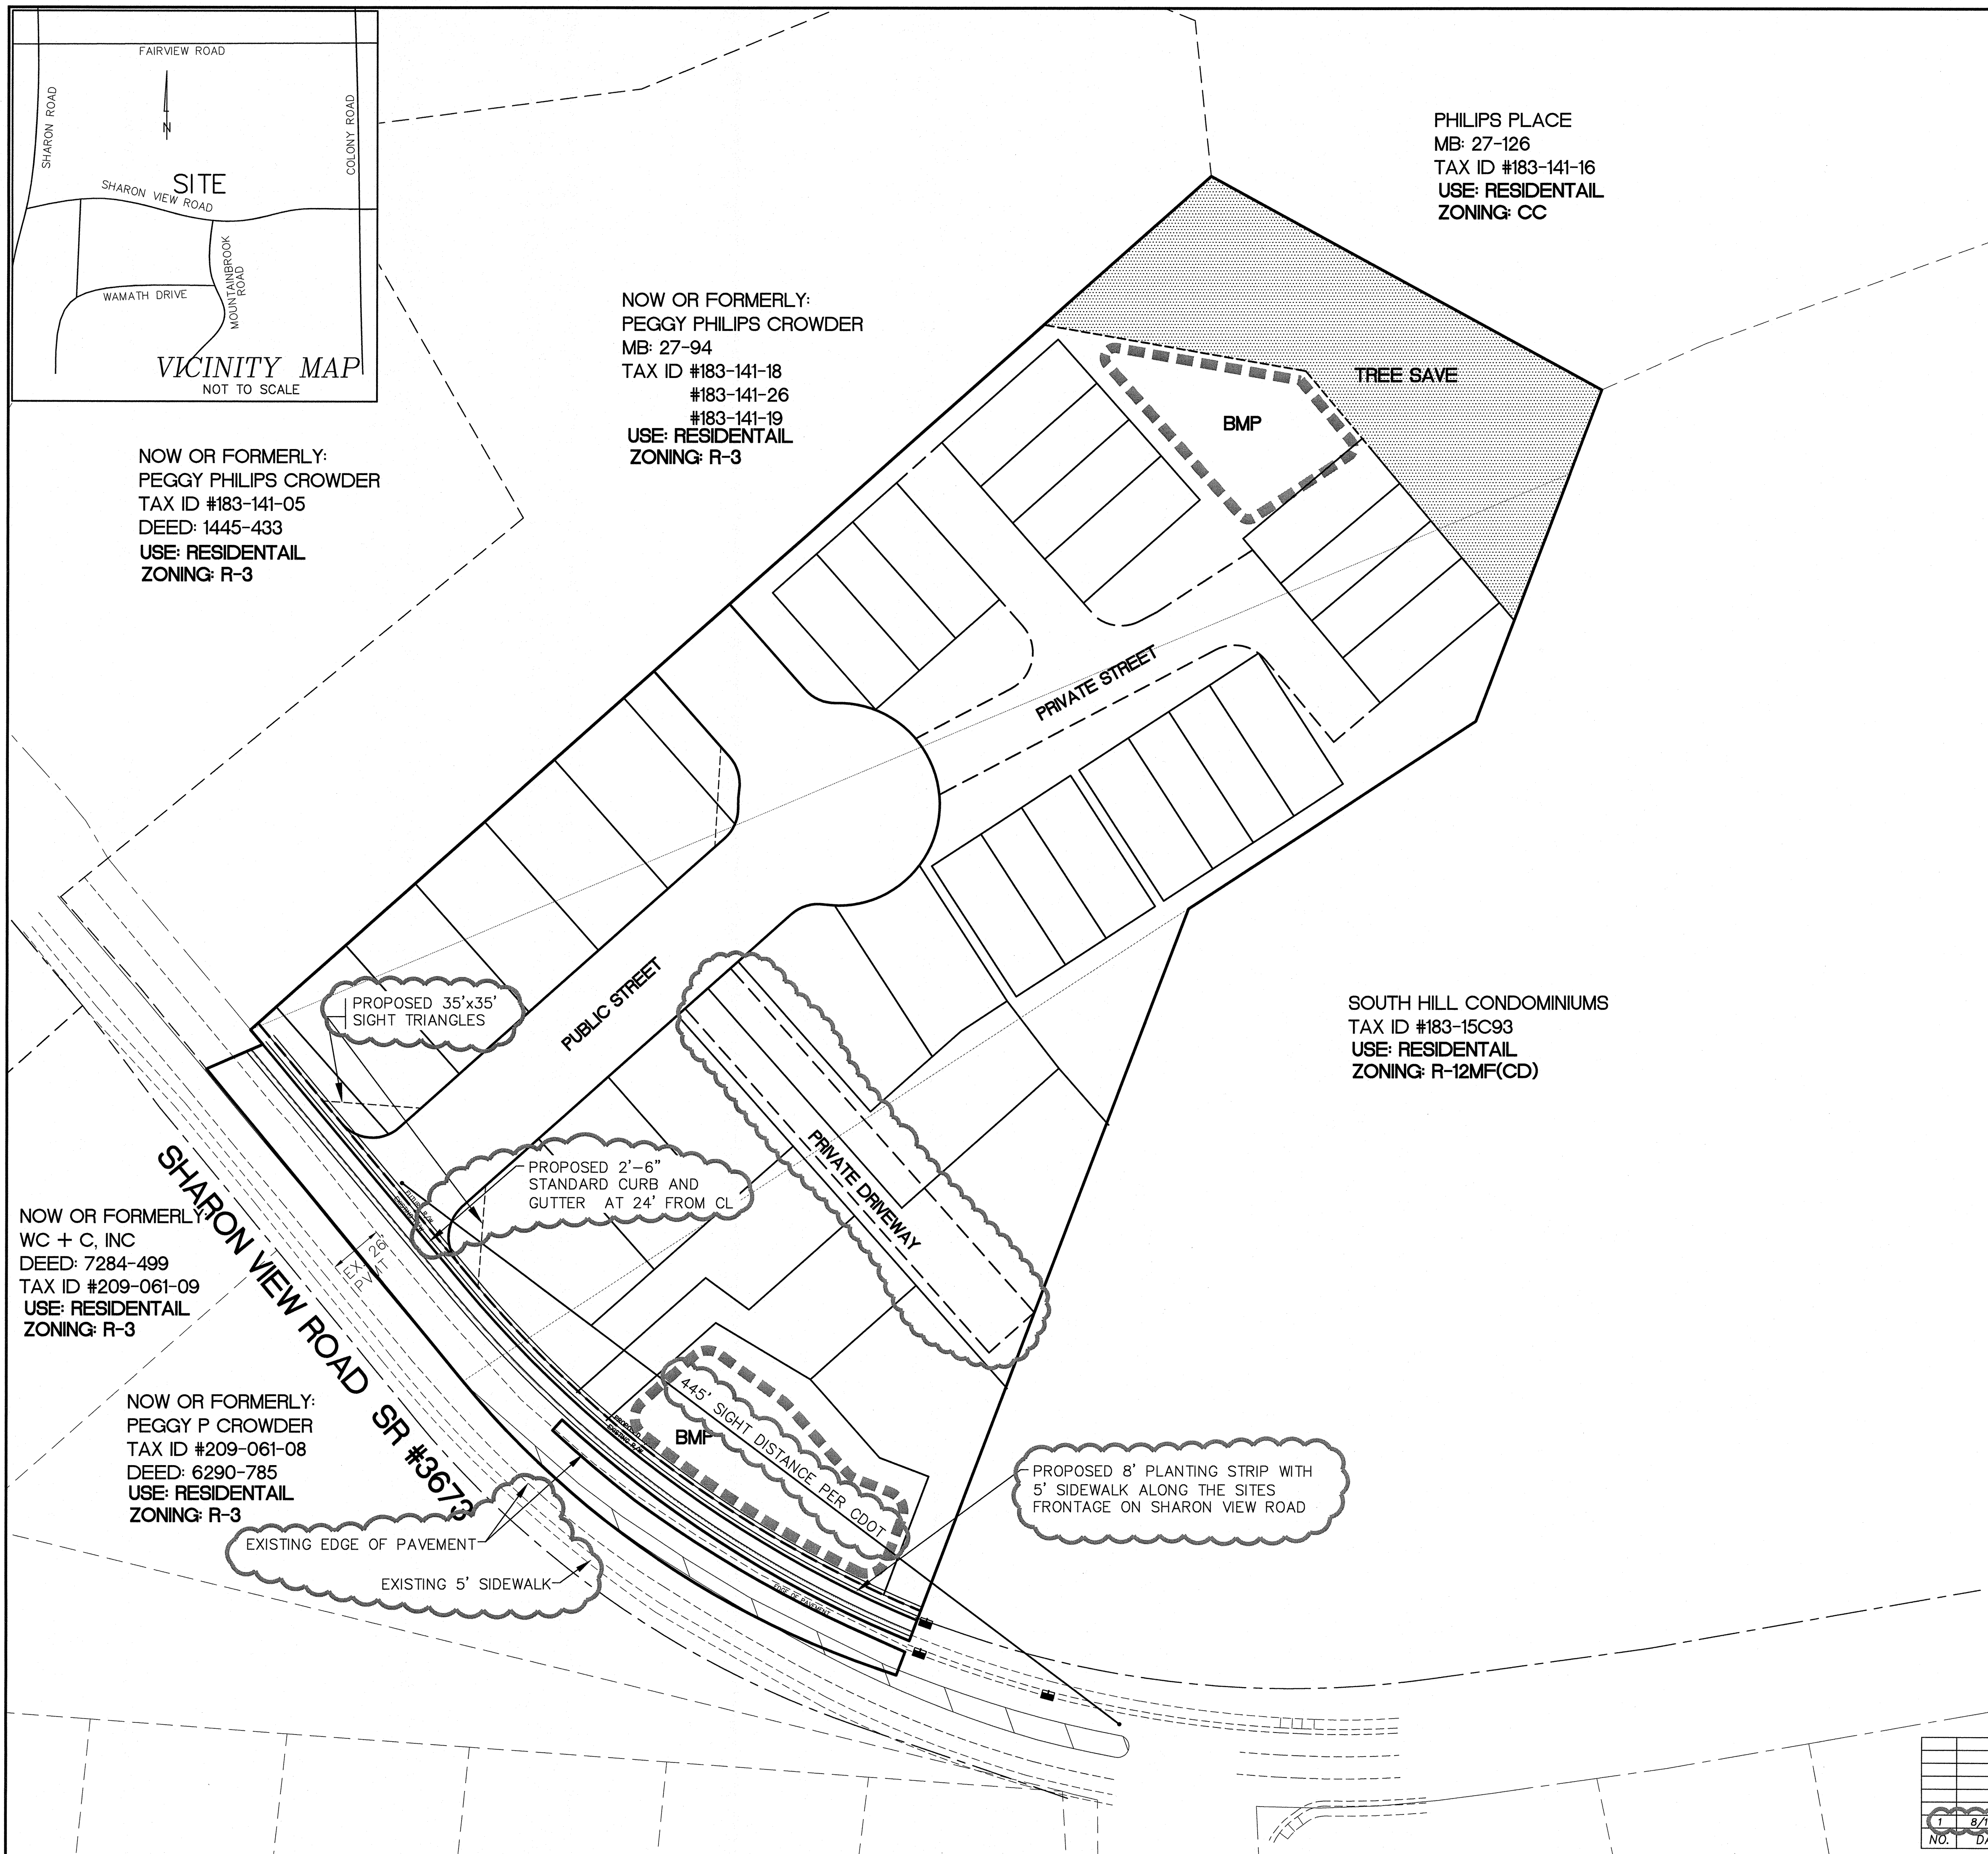 FAIRVIEW ROAD
SHARON ROAD
COLONY ROAD
N
SITE
SHARON VIEW ROAD
MOUNTAINBROOK
ROAD
WAMATH DRIVE
VICINITY MAP
NOT TO SCALE
PHILIPS PLACE
MB: 27-126
TAX ID #183-141-16
USE: RESIDENTAIL
ZONING: CC
NOW OR FORMERLY:
PEGGY PHILIPS CROWDER
MB: 27-94
TAX ID #183-141-18
#183-141-26
#183-141-19
USE: RESIDENTAIL
ZONING: R-3
TREE SAVE
BMP
NOW OR FORMERLY:
PEGGY PHILIPS CROWDER
TAX ID #183-141-05
DEED: 1445-433
USE: RESIDENTAIL
ZONING: R-3
PRIVATE STREET
PROPOSED 35'x35'
SIGHT TRIANGLES
PUBLIC STREET
SOUTH HILL CONDOMINIUMS
TAX ID #183-15C93
USE: RESIDENTAIL
ZONING: R-12MF(CD)
PROPOSED 2'-6"
STANDARD CURB AND
GUTTER AT 24' FROM CL
PRIVATE DRIVEWAY
NOW OR FORMERLY:
WC + C, INC
DEED: 7284-499
TAX ID #209-061-09
USE: RESIDENTAIL
ZONING: R-3
EX. 26'
PVMT
SHARON VIEW ROAD SR #3673
NOW OR FORMERLY:
PEGGY P CROWDER
TAX ID #209-061-08
DEED: 6290-785
USE: RESIDENTAIL
ZONING: R-3
BMP
445' SIGHT DISTANCE PER CDOT
PROPOSED 8' PLANTING STRIP WITH
5' SIDEWALK ALONG THE SITES
FRONTAGE ON SHARON VIEW ROAD
EXISTING EDGE OF PAVEMENT
EXISTING 5' SIDEWALK
EDGE OF PAVEMENT
1 8/1
NO.